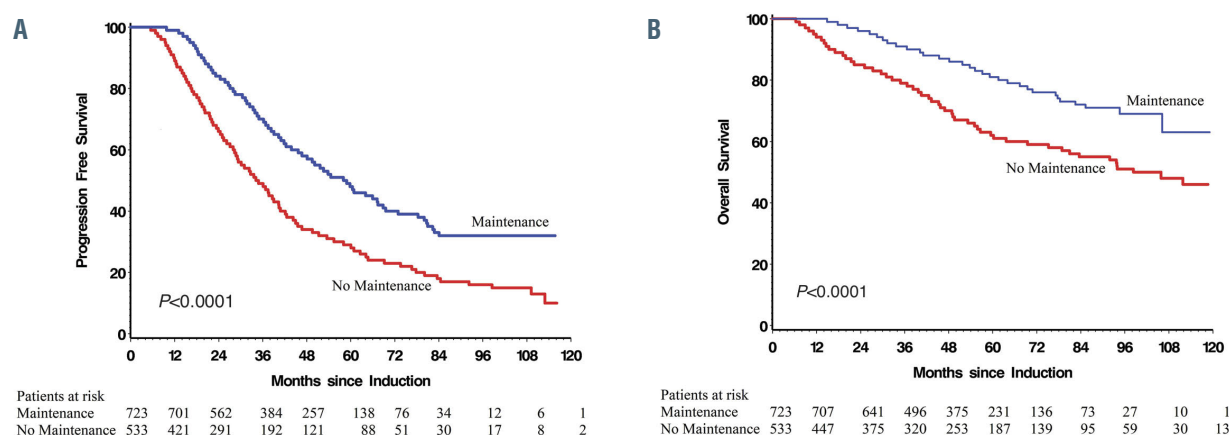 A
Progression Free Survival
100
80
60
40
20
0
Maintenance
No Maintenance
P<0.0001
0 12 24 36 48 60 72 84 96 108 120
Months since Induction
Patients at risk
Maintenance 723 701 562 384 257 138 76 34 12 6 1
No Maintenance 533 421 291 192 121 88 51 30 17 8 2
B
Overall Survival
100
80
60
40
20
0
Maintenance
No Maintenance
P<0.0001
0 12 24 36 48 60 72 84 96 108 120
Months since Induction
Patients at risk
Maintenance 723 707 641 496 375 231 136 73 27 10 1
No Maintenance 533 447 375 320 253 187 139 95 59 30 13